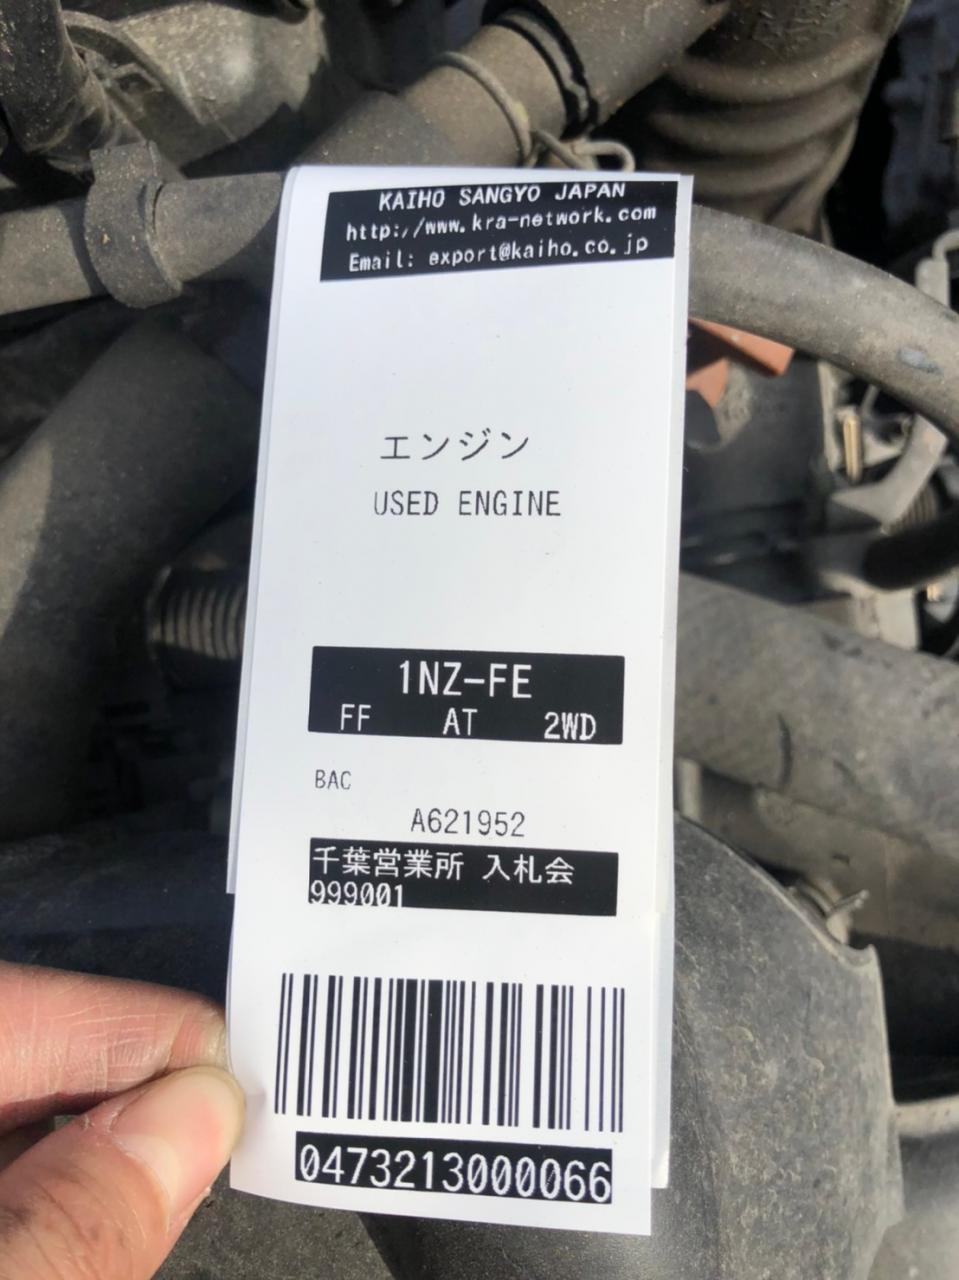 KAIHO SANGYO JAPAN
http://www.kra-network.com
Email: export@kaiho.co.jp
エンジン
USED ENGINE
1NZ-FE
FF AT 2WD
BAC
A621952
千葉営業所 入札会
999001
0473213000066